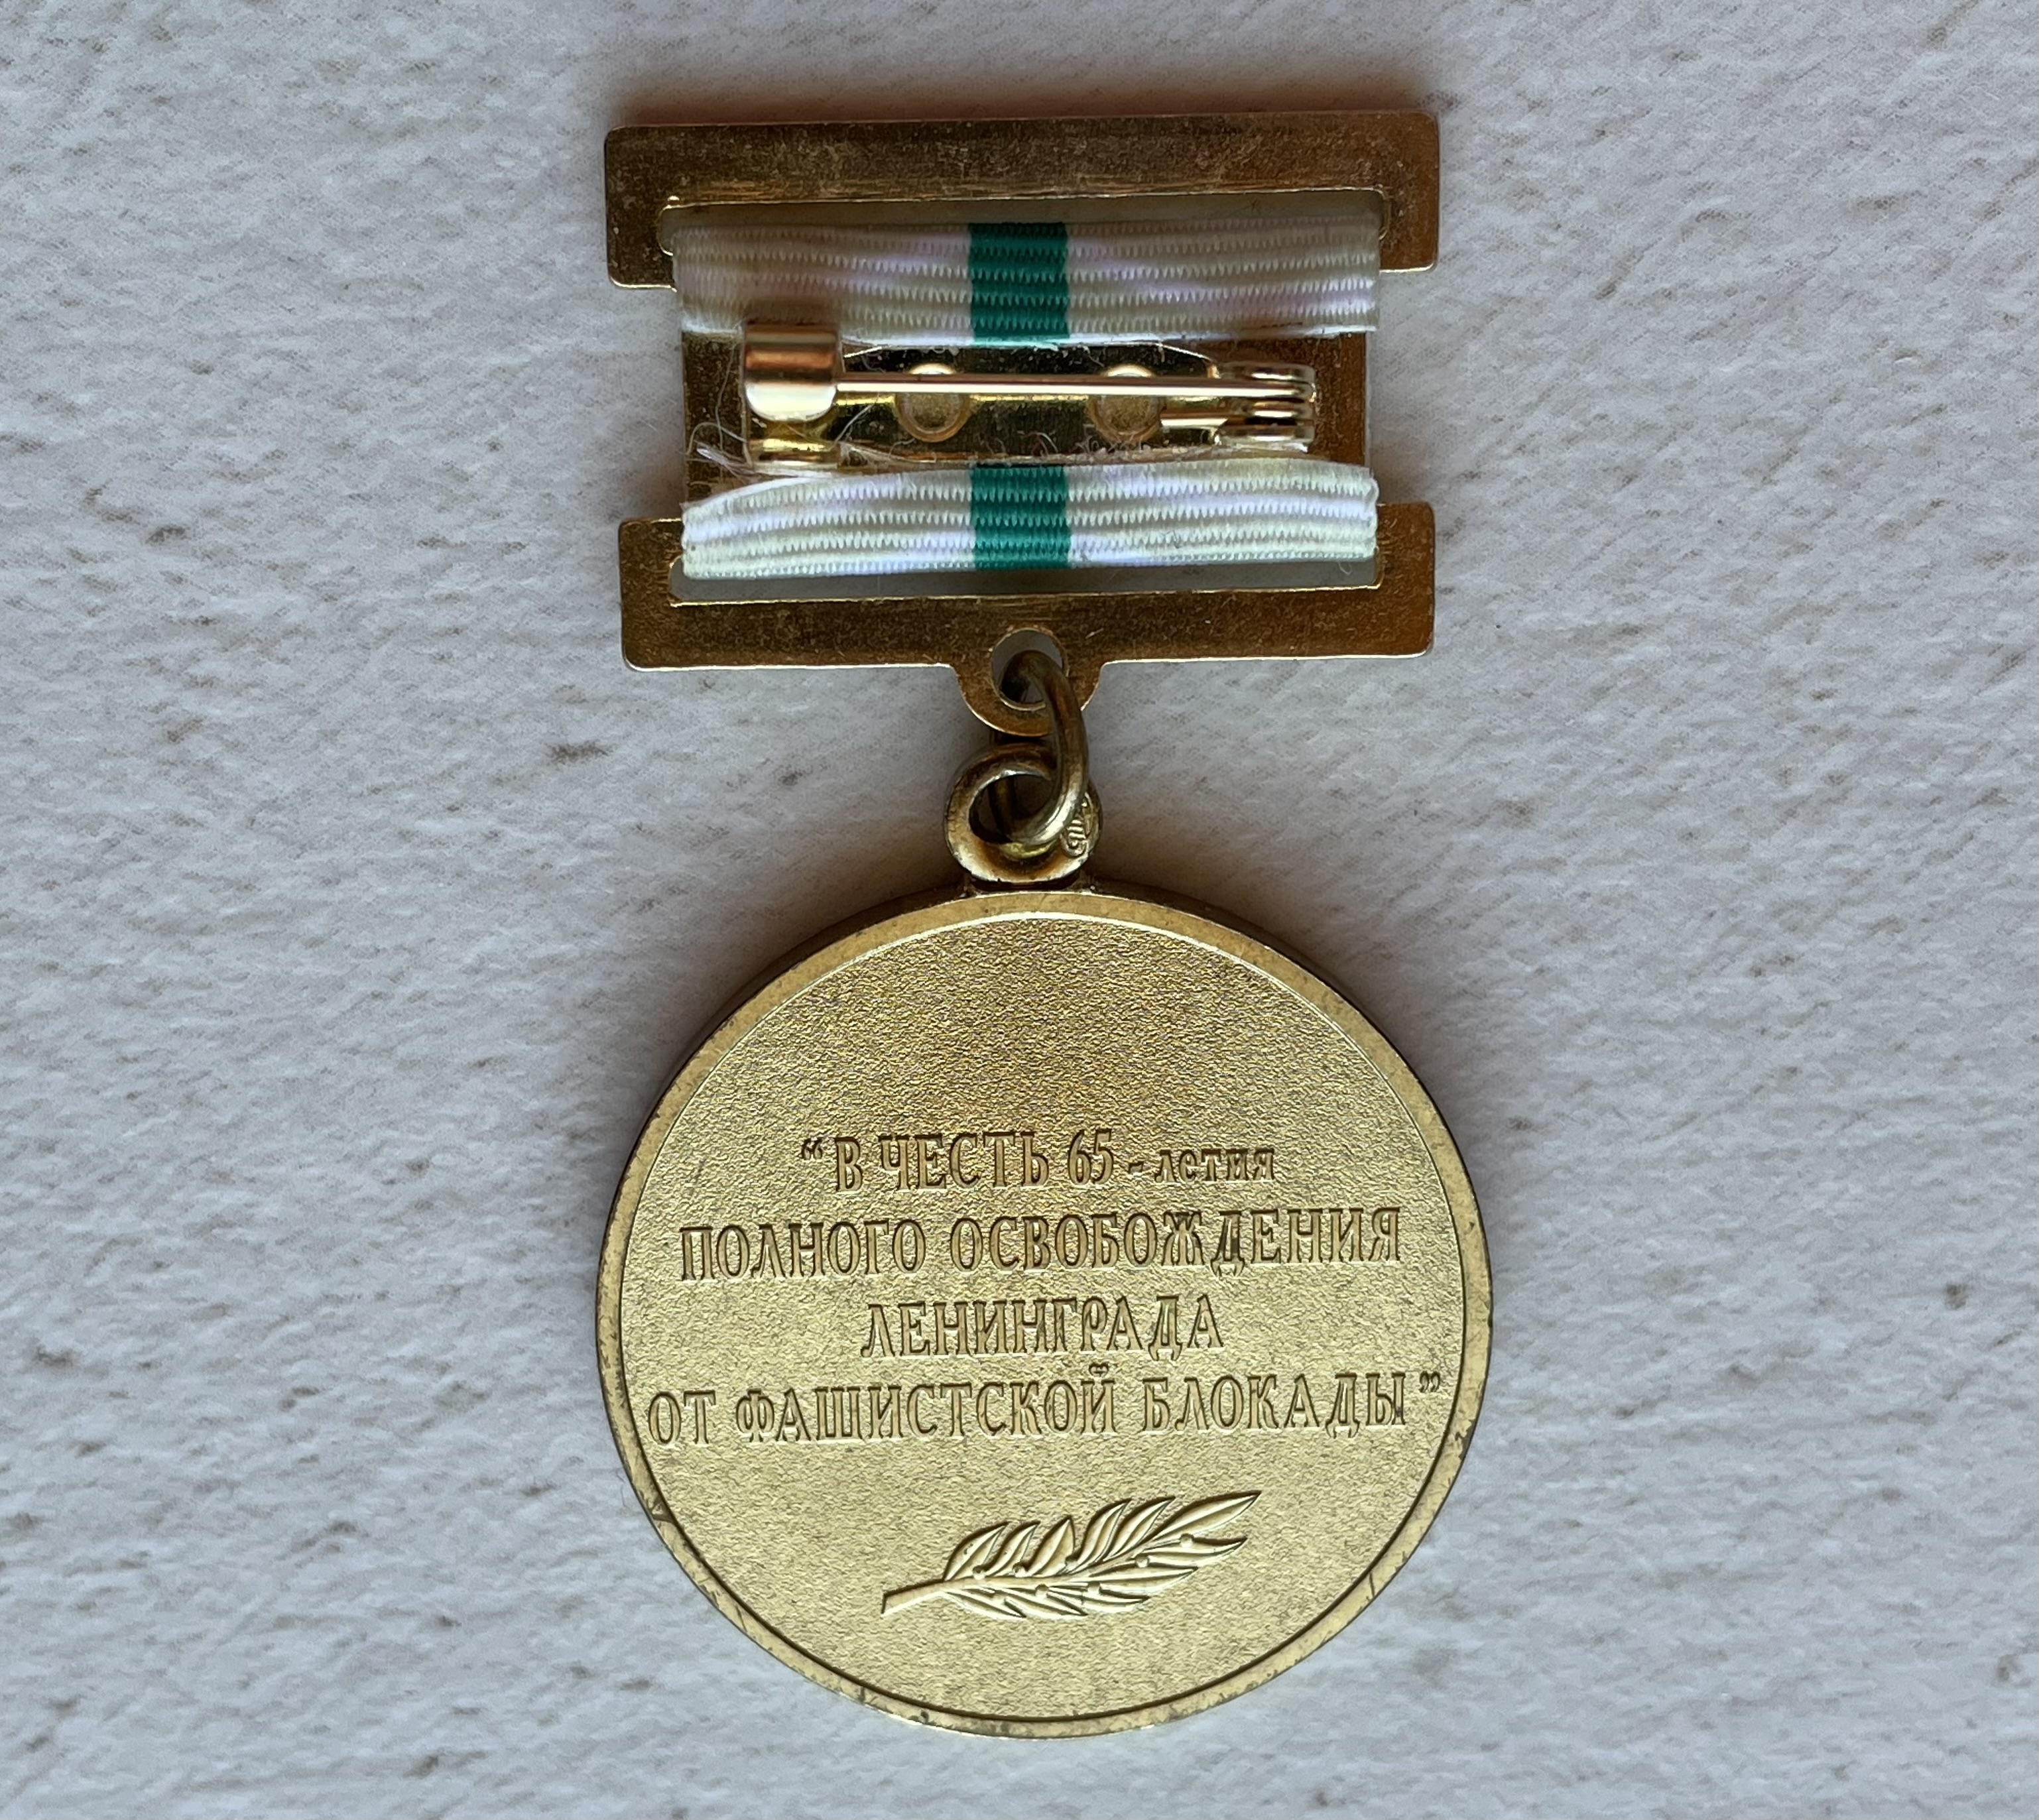 “В ЧЕСТЬ 65 - летия
ПОЛНОГО ОСВОБОЖДЕНИЯ
ЛЕНИНГРАДА
ОТ ФАШИСТСКОЙ БЛОКАДЫ”